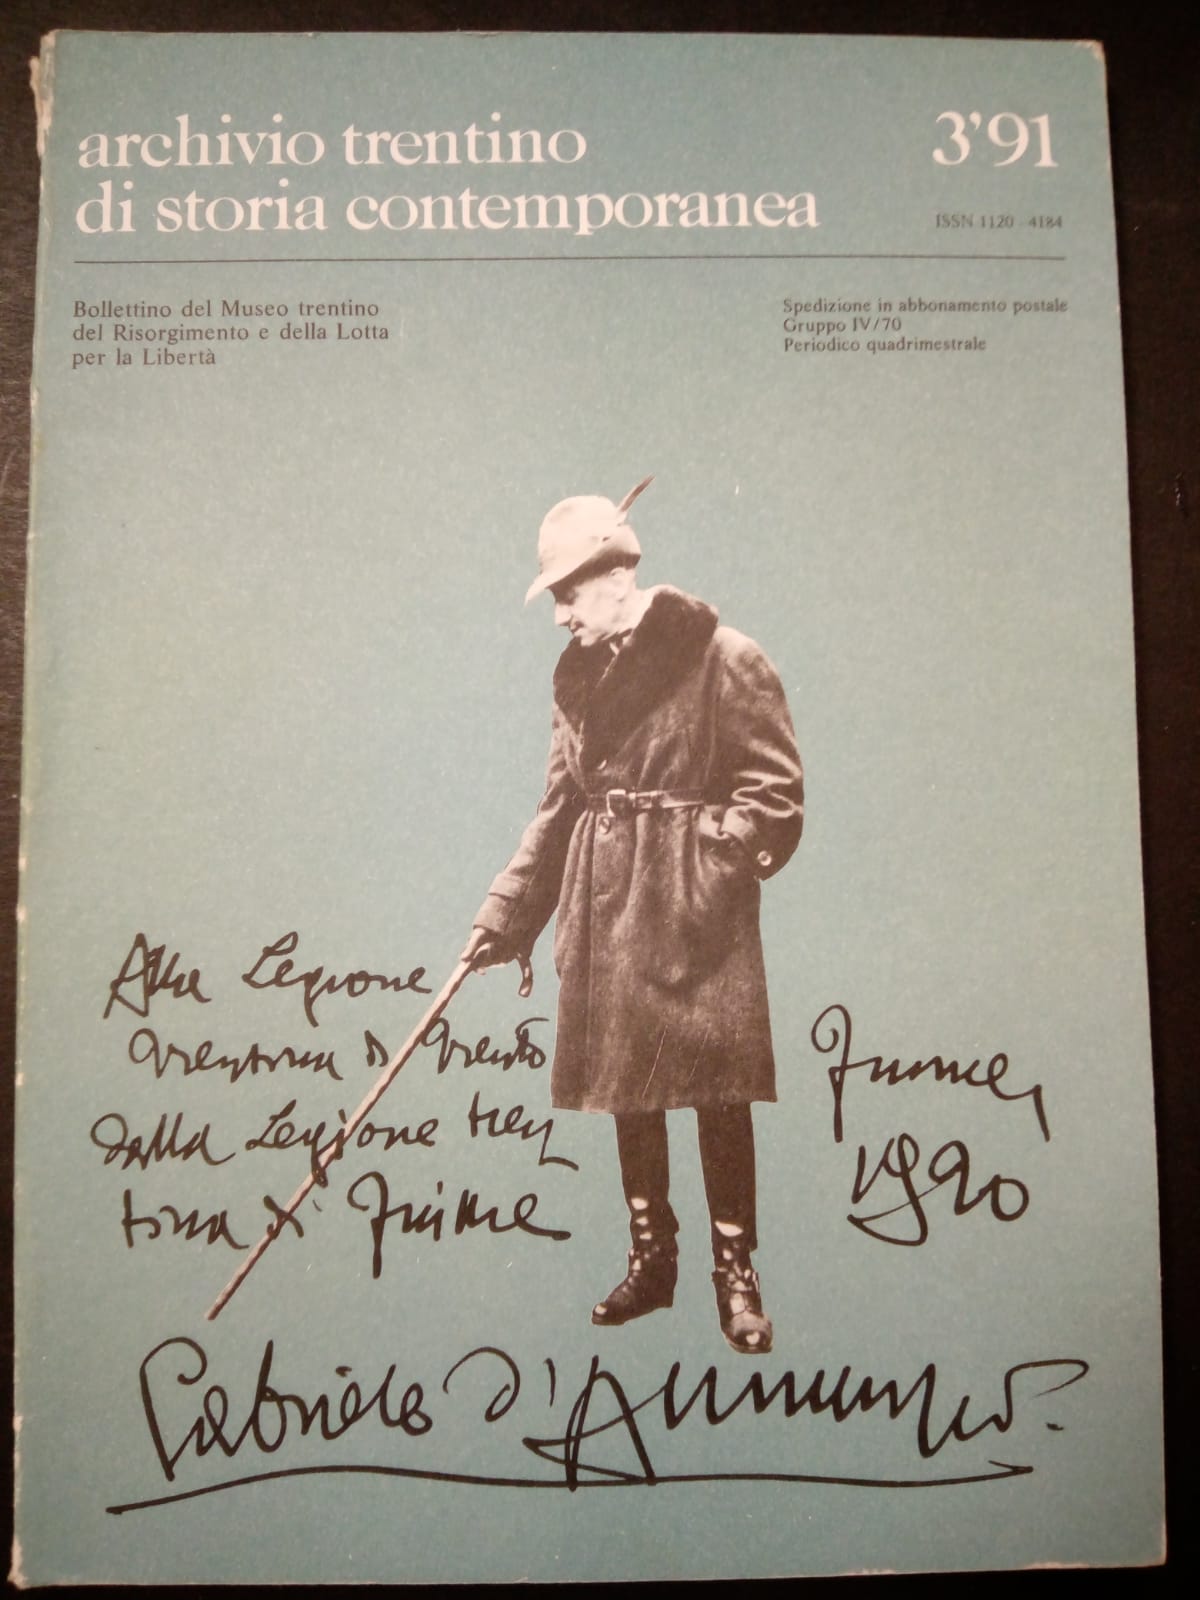 archivio trentino
di storia contemporanea
3'91
ISSN 1120 - 4184
Bollettino del Museo trentino
del Risorgimento e della Lotta
per la Libertà
Spedizione in abbonamento postale
Gruppo IV/70
Periodico quadrimestrale
Alla Legione
trentina di Trento
dalla Legione tren
tina di Fiume
Fiume,
1920
Gabriele d'Annunzio.